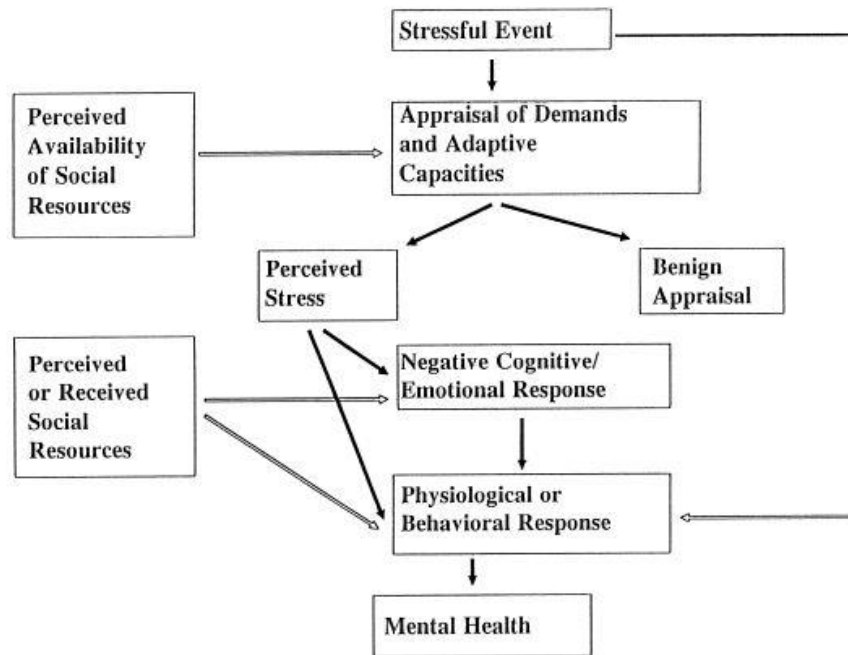 Stressful Event
Perceived
Availability
of Social
Resources
Appraisal of Demands
and Adaptive
Capacities
Perceived
Stress
Benign
Appraisal
Perceived
or Received
Social
Resources
Negative Cognitive/
Emotional Response
Physiological or
Behavioral Response
Mental Health